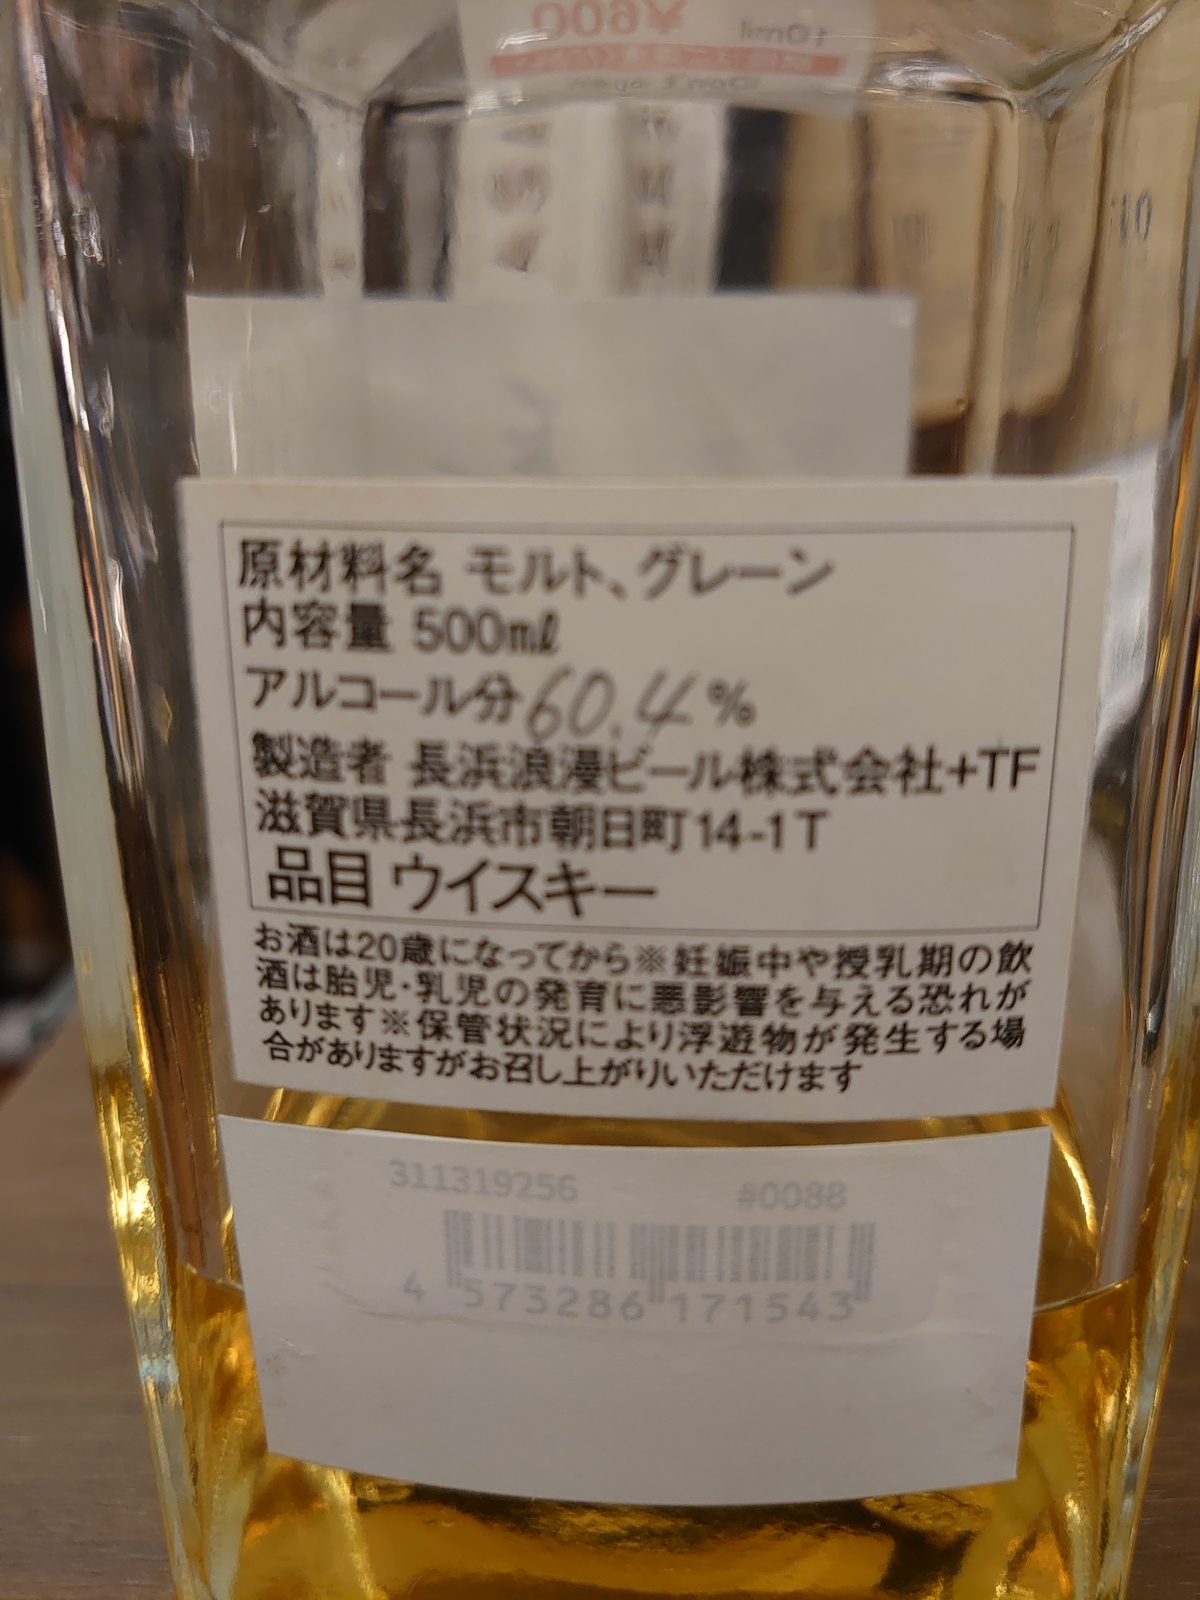 ¥600
10ml
原材料名 モルト、グレーン
内容量 500mℓ
アルコール分 60.4 %
製造者 長浜浪漫ビール株式会社+TF
滋賀県長浜市朝日町14-1T
品目 ウイスキー
お酒は20歳になってから※妊娠中や授乳期の飲
酒は胎児・乳児の発育に悪影響を与える恐れが
あります※保管状況により浮遊物が発生する場
合がありますがお召し上がりいただけます
311319256 #0088
4 573286 171543